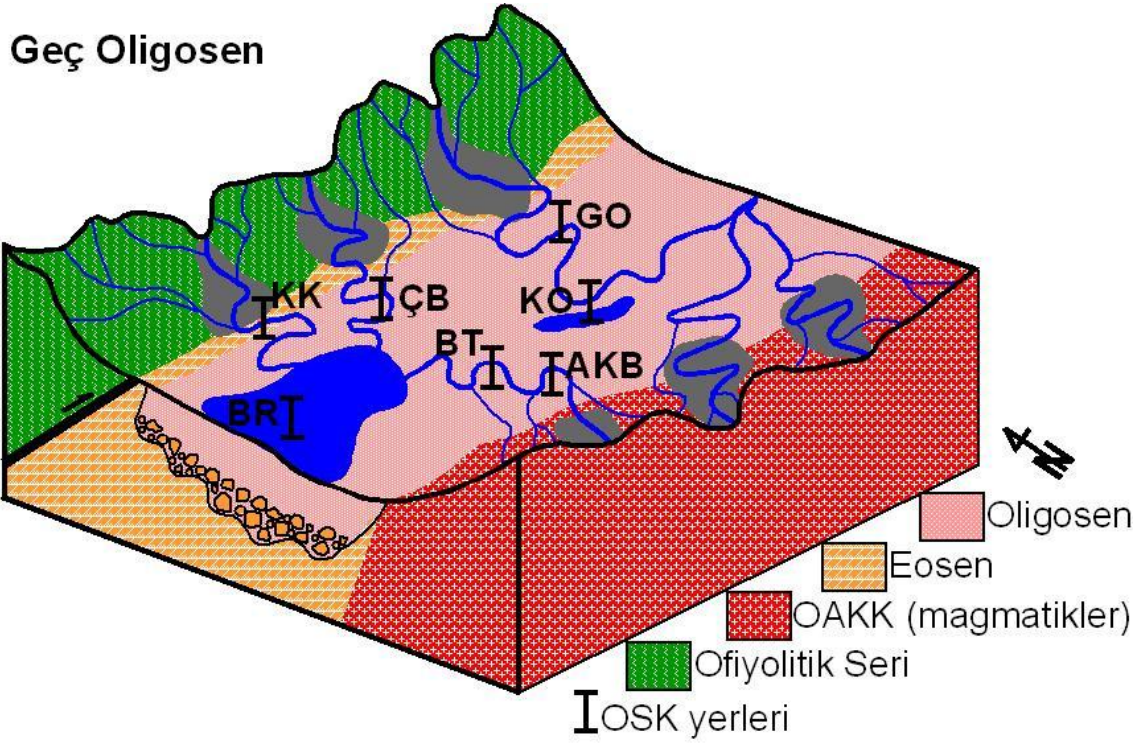 Geç Oligosen
GO
KK
ÇB
KO
BT
AKB
BR
N
Oligosen
Eosen
OAKK (magmatikler)
Ofiyolitik Seri
OSK yerleri